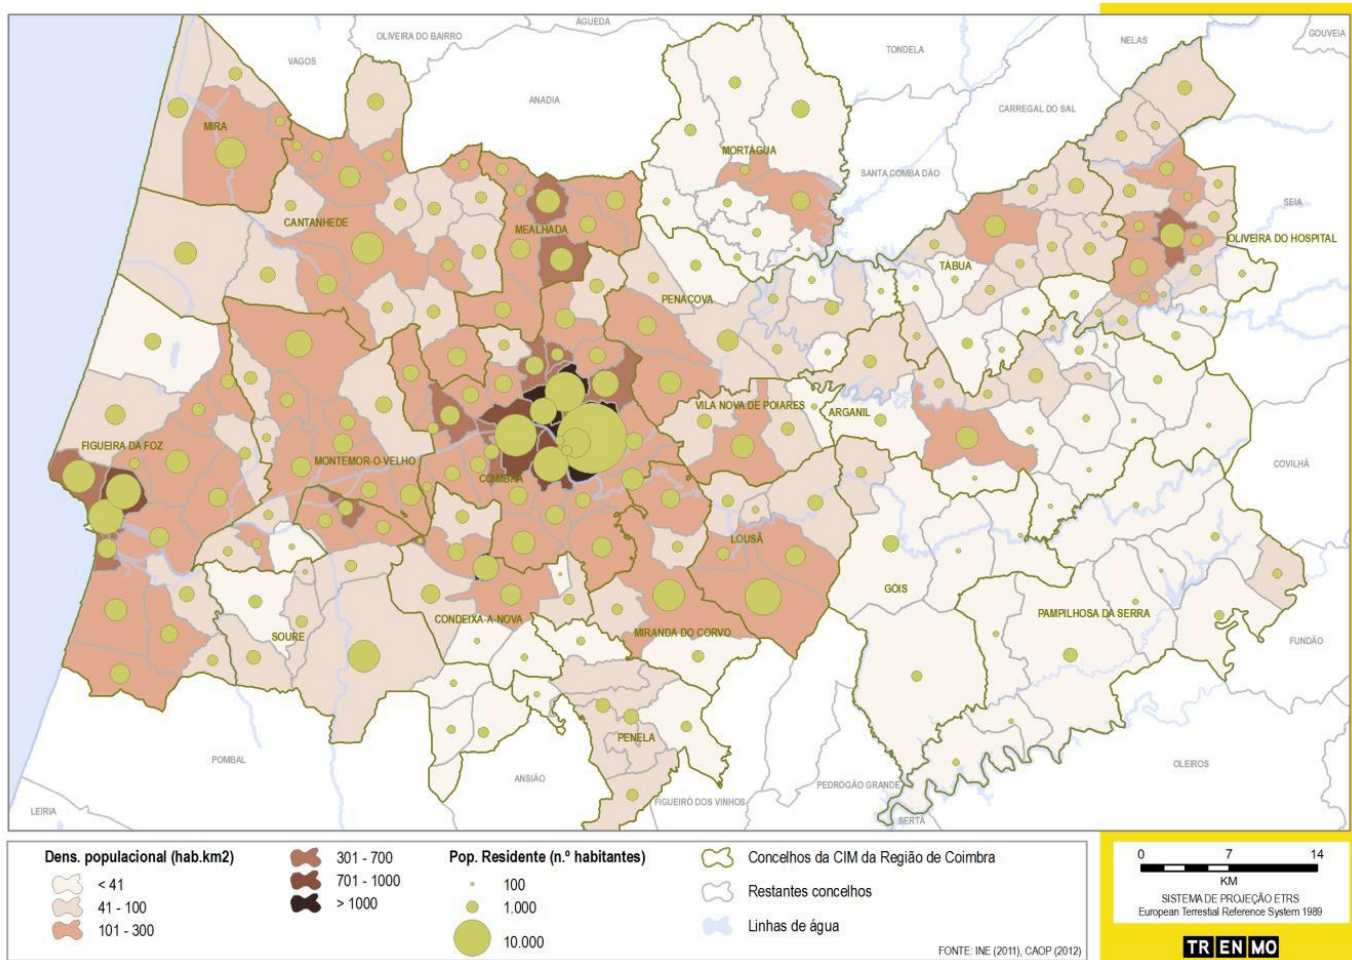 ÁGUEDA
OLIVEIRA DO BAIRRO
GOUVEIA
NELAS
TONDELA
VAGOS
ANADIA
CARREGAL DO SAL
MIRA
MORTÁGUA
SANTA COMBA DÃO
SEIA
CANTANHEDE
MEALHADA
OLIVEIRA DO HOSPITAL
TÁBUA
PENACOVA
VILA NOVA DE POIARES
ARGANIL
FIGUEIRA DA FOZ
MONTEMOR-O-VELHO
COVILHÃ
COIMBRA
LOUSÃ
GÓIS
PAMPILHOSA DA SERRA
CONDEIXA-A-NOVA
MIRANDA DO CORVO
SOURE
FUNDÃO
PENELA
POMBAL
ANSIÃO
OLEIROS
PEDRÓGÃO GRANDE
FIGUEIRÓ DOS VINHOS
LEIRIA
SERTÃ
Dens. populacional (hab.km2)
< 41
41 - 100
101 - 300
301 - 700
701 - 1000
> 1000
Pop. Residente (n.º habitantes)
100
1.000
10.000
Concelhos da CIM da Região de Coimbra
Restantes concelhos
Linhas de água
FONTE: INE (2011), CAOP (2012)
0 7 14
KM
SISTEMA DE PROJEÇÃO ETRS
European Terrestial Reference System 1989
TR EN MO